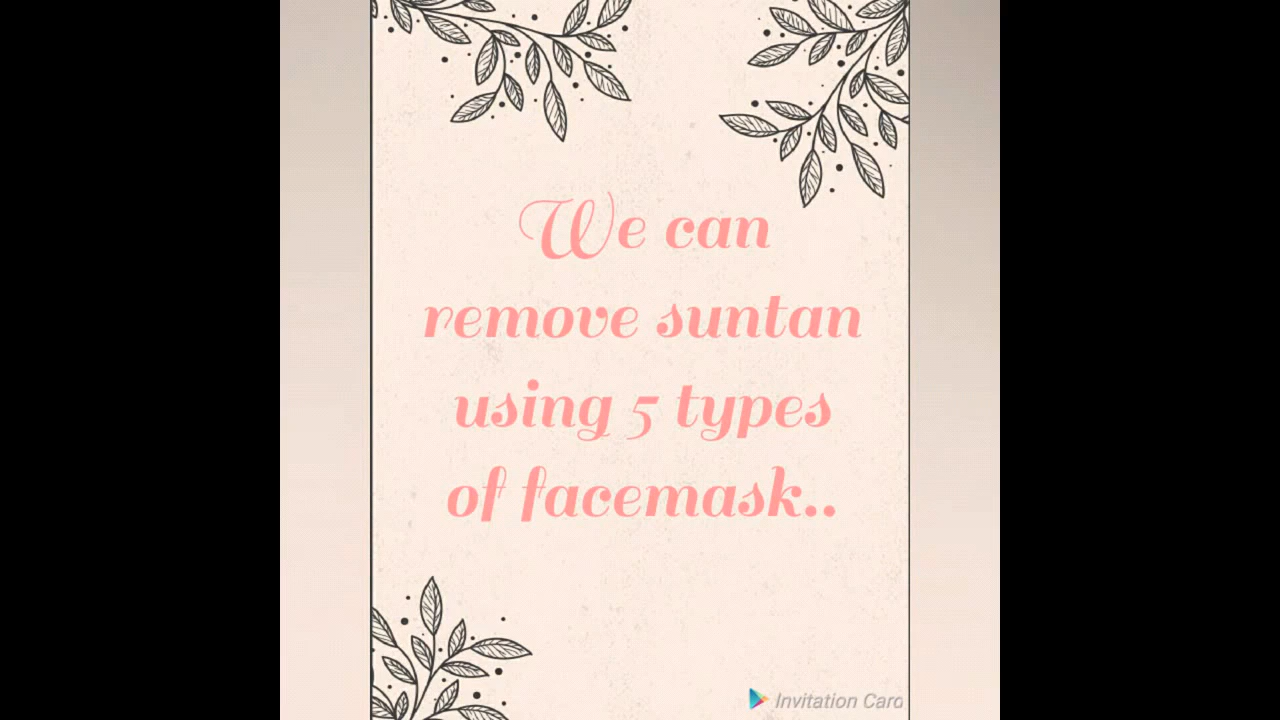 We can
remove suntan
using 5 types
of facemask..
Invitation Card